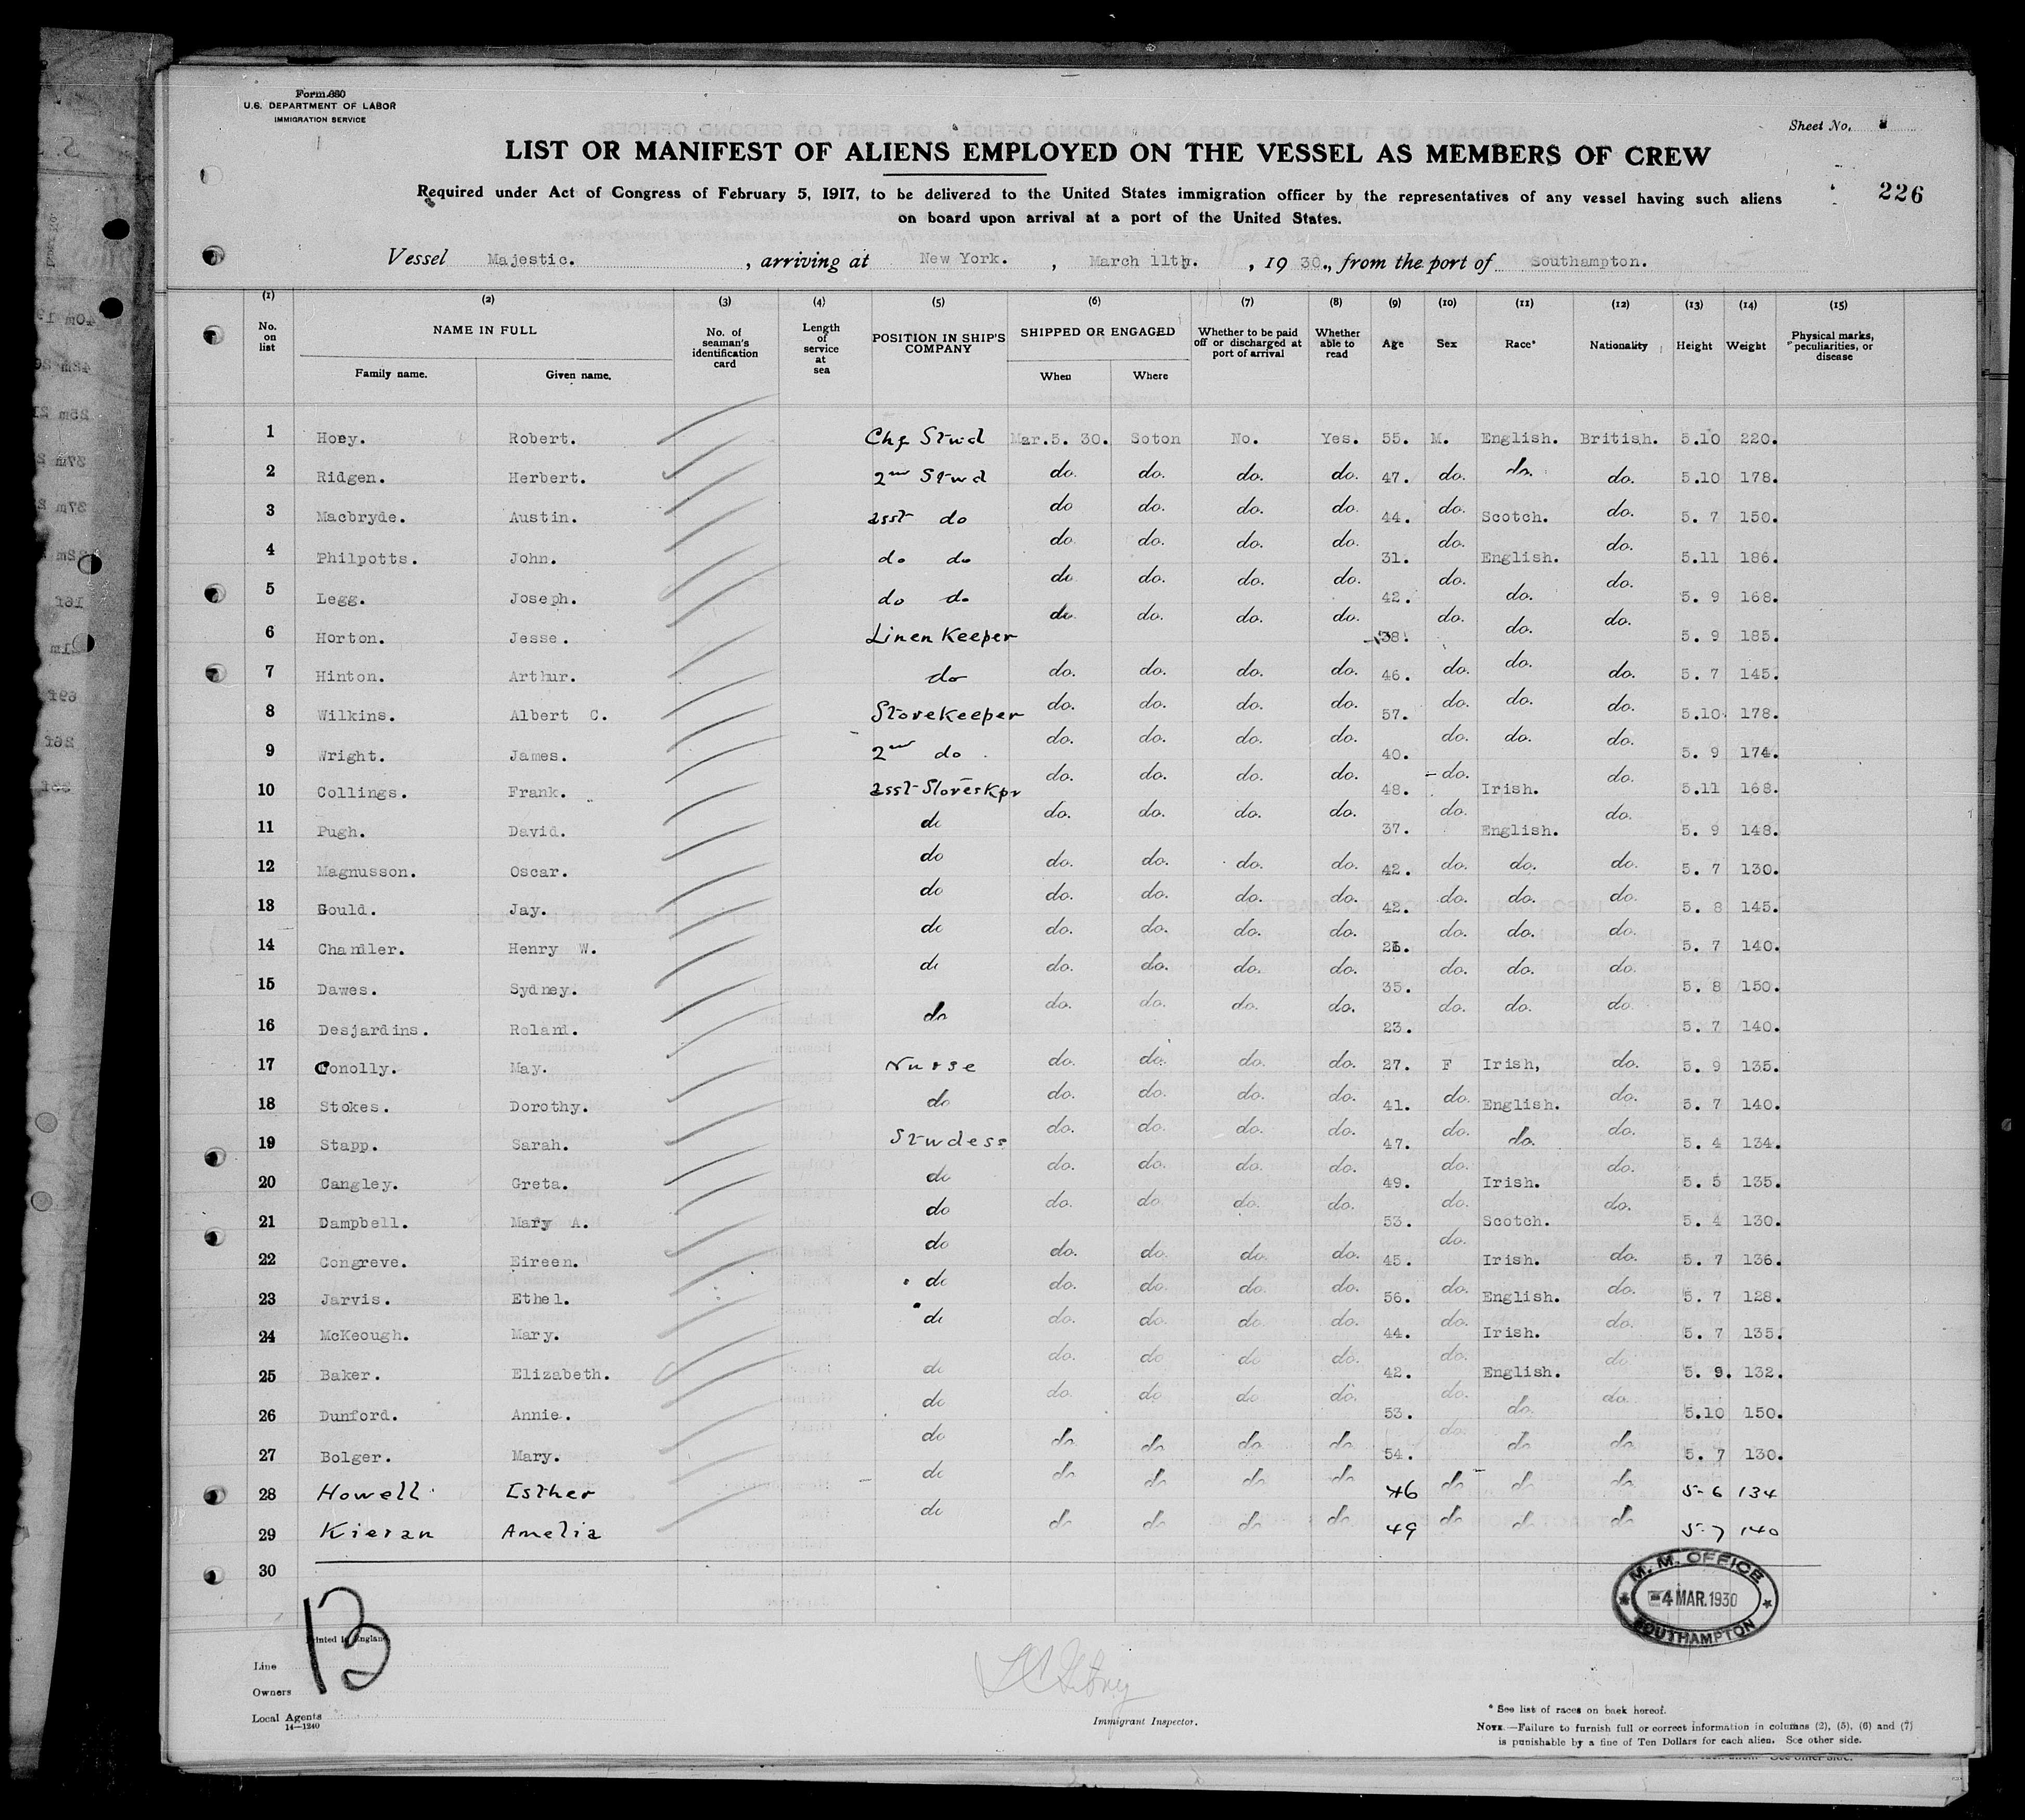 Form 680
U.S. DEPARTMENT OF LABOR
IMMIGRATION SERVICE
Sheet No.
LIST OR MANIFEST OF ALIENS EMPLOYED ON THE VESSEL AS MEMBERS OF CREW
Required under Act of Congress of February 5, 1917, to be delivered to the United States immigration officer by the representatives of any vessel having such aliens
on board upon arrival at a port of the United States.
226
Vessel Majestic. , arriving at New York. , March 11th. , 19 30., from the port of Southampton.
(1) (2) (3) (4) (5) (6) (7) (8) (9) (10) (11) (12) (13) (14) (15)
No. on list NAME IN FULL Family name. Given name. No. of seaman's identification card Length of service at sea POSITION IN SHIP'S COMPANY SHIPPED OR ENGAGED When Where Whether to be paid off or discharged at port of arrival Whether able to read Age Sex Race* Nationality Height Weight Physical marks, peculiarities, or disease
1 Hoey. Robert. Chf Stwd Mar.5. 30. Soton No. Yes. 55. M. English. British. 5.10 220.
2 Ridgen. Herbert. 2nd Stwd do. do. do. do. 47. do. do. do. 5.10 178.
3 Macbryde. Austin. asst do do do. do. do. 44. do. Scotch. do. 5. 7 150.
4 Philpotts. John. do do do. do. do. do. 31. do. English. do. 5.11 186.
5 Legg. Joseph. do do do do. do. do. 42. do. do. do. 5. 9 168.
6 Horton. Jesse. Linen Keeper do. do. do. do. 38. do. do. do. 5. 9 185.
7 Hinton. Arthur. do do. do. do. do. 46. do. do. do. 5. 7 145.
8 Wilkins. Albert C. Storekeeper do. do. do. do. 57. do. do. do. 5.10 178.
9 Wright. James. 2nd do do. do. do. do. 40. do. do. do. 5. 9 174.
10 Collings. Frank. asst Storeskpr do. do. do. do. 48. do. Irish. do. 5.11 168.
11 Pugh. David. do do. do. do. do. 37. do. English. do. 5. 9 148.
12 Magnusson. Oscar. do do. do. do. do. 42. do. do. do. 5. 7 130.
13 Gould. Jay. do do. do. do. do. 42. do. do. do. 5. 8 145.
14 Chandler. Henry W. do do. do. do. do. do. do. do. 5. 7 140.
15 Dawes. Sydney. do do. do. do. do. 35. do. do. do. 5. 8 150.
16 Desjardins. Roland. do do. do. do. do. 23. do. do. do. 5. 7 140.
17 Conolly. May. Nurse do. do. do. do. 27. F Irish, do. 5. 9 135.
18 Stokes. Dorothy. do do. do. do. do. 41. do. English. do. 5. 7 140.
19 Stapp. Sarah. Stwdess do. do. do. do. 47. do. do. do. 5. 4 134.
20 Cangley. Greta. do do. do. do. do. 49. do. Irish. do. 5. 5 135.
21 Campbell. Mary A. do do. do. do. do. 53. do. Scotch. do. 5. 4 130.
22 Congreve. Eireen. do do. do. do. do. 45. do. Irish. do. 5. 7 136.
23 Jarvis. Ethel. do do. do. do. do. 56. do. English. do. 5. 7 128.
24 McKeough. Mary. do do. do. do. do. 44. do. Irish. do. 5. 7 135.
25 Baker. Elizabeth. do do. do do do. 42. do. English. do 5. 9. 132.
26 Dunford. Annie. do do. do do do. 53. do. do. do. 5.10 150.
27 Bolger. Mary. do do do do do 54. do. do do. 5. 7 130.
28 Howell Esther do do do do do 46 do do do 5-6 134
29 Kieran Amelia do do do do do 49 do do do 5-7 140
30
M. M. OFFICE
4 MAR. 1930
SOUTHAMPTON
13
Printed in England
Line
Owners
Local Agents
14—1240
Immigrant Inspector.
* See list of races on back hereof.
NOTE.—Failure to furnish full or correct information in columns (2), (5), (6) and (7)
is punishable by a fine of Ten Dollars for each alien. See other side.